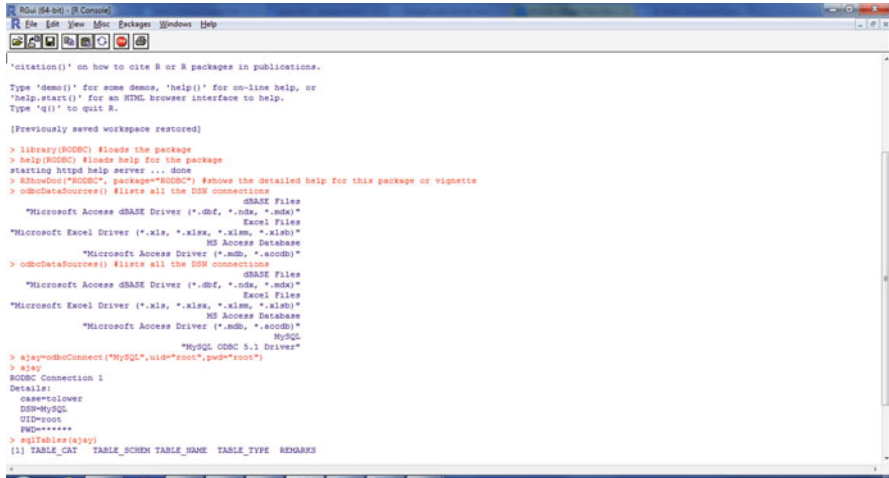 RGui (64-bit) - [R Console]
File Edit View Misc Packages Windows Help
STOP
'citation()' on how to cite R or R packages in publications.
Type 'demo()' for some demos, 'help()' for on-line help, or
'help.start()' for an HTML browser interface to help.
Type 'q()' to quit R.
[Previously saved workspace restored]
> library(RODBC) #loads the package
> help(RODBC) #loads help for the package
starting httpd help server ... done
> RShowDoc("RODBC", package="RODBC") #shows the detailed help for this package or vignette
> odbcDataSources() #lists all the DSN connections
dBASE Files
"Microsoft Access dBASE Driver (*.dbf, *.ndx, *.mdx)"
Excel Files
"Microsoft Excel Driver (*.xls, *.xlsx, *.xlsm, *.xlsb)"
MS Access Database
"Microsoft Access Driver (*.mdb, *.accdb)"
> odbcDataSources() #lists all the DSN connections
dBASE Files
"Microsoft Access dBASE Driver (*.dbf, *.ndx, *.mdx)"
Excel Files
"Microsoft Excel Driver (*.xls, *.xlsx, *.xlsm, *.xlsb)"
MS Access Database
"Microsoft Access Driver (*.mdb, *.accdb)"
MySQL
"MySQL ODBC 5.1 Driver"
> ajay=odbcConnect("MySQL",uid="root",pwd="root")
> ajay
RODBC Connection 1
Details:
case=tolower
DSN=MySQL
UID=root
PWD=******
> sqlTables(ajay)
[1] TABLE_CAT TABLE_SCHEM TABLE_NAME TABLE_TYPE REMARKS